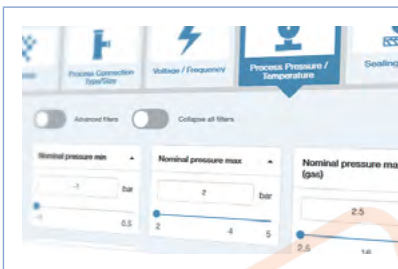 Process Connection
Type/Size
Voltage / Frequency
Process Pressure /
Temperature
Sealing
Advanced filters
Collapse all filters
Nominal pressure min
-1
bar
-1
0.5
Nominal pressure max
2
bar
2
4
5
Nominal pressure ma
(gas)
2.5
2.5
16